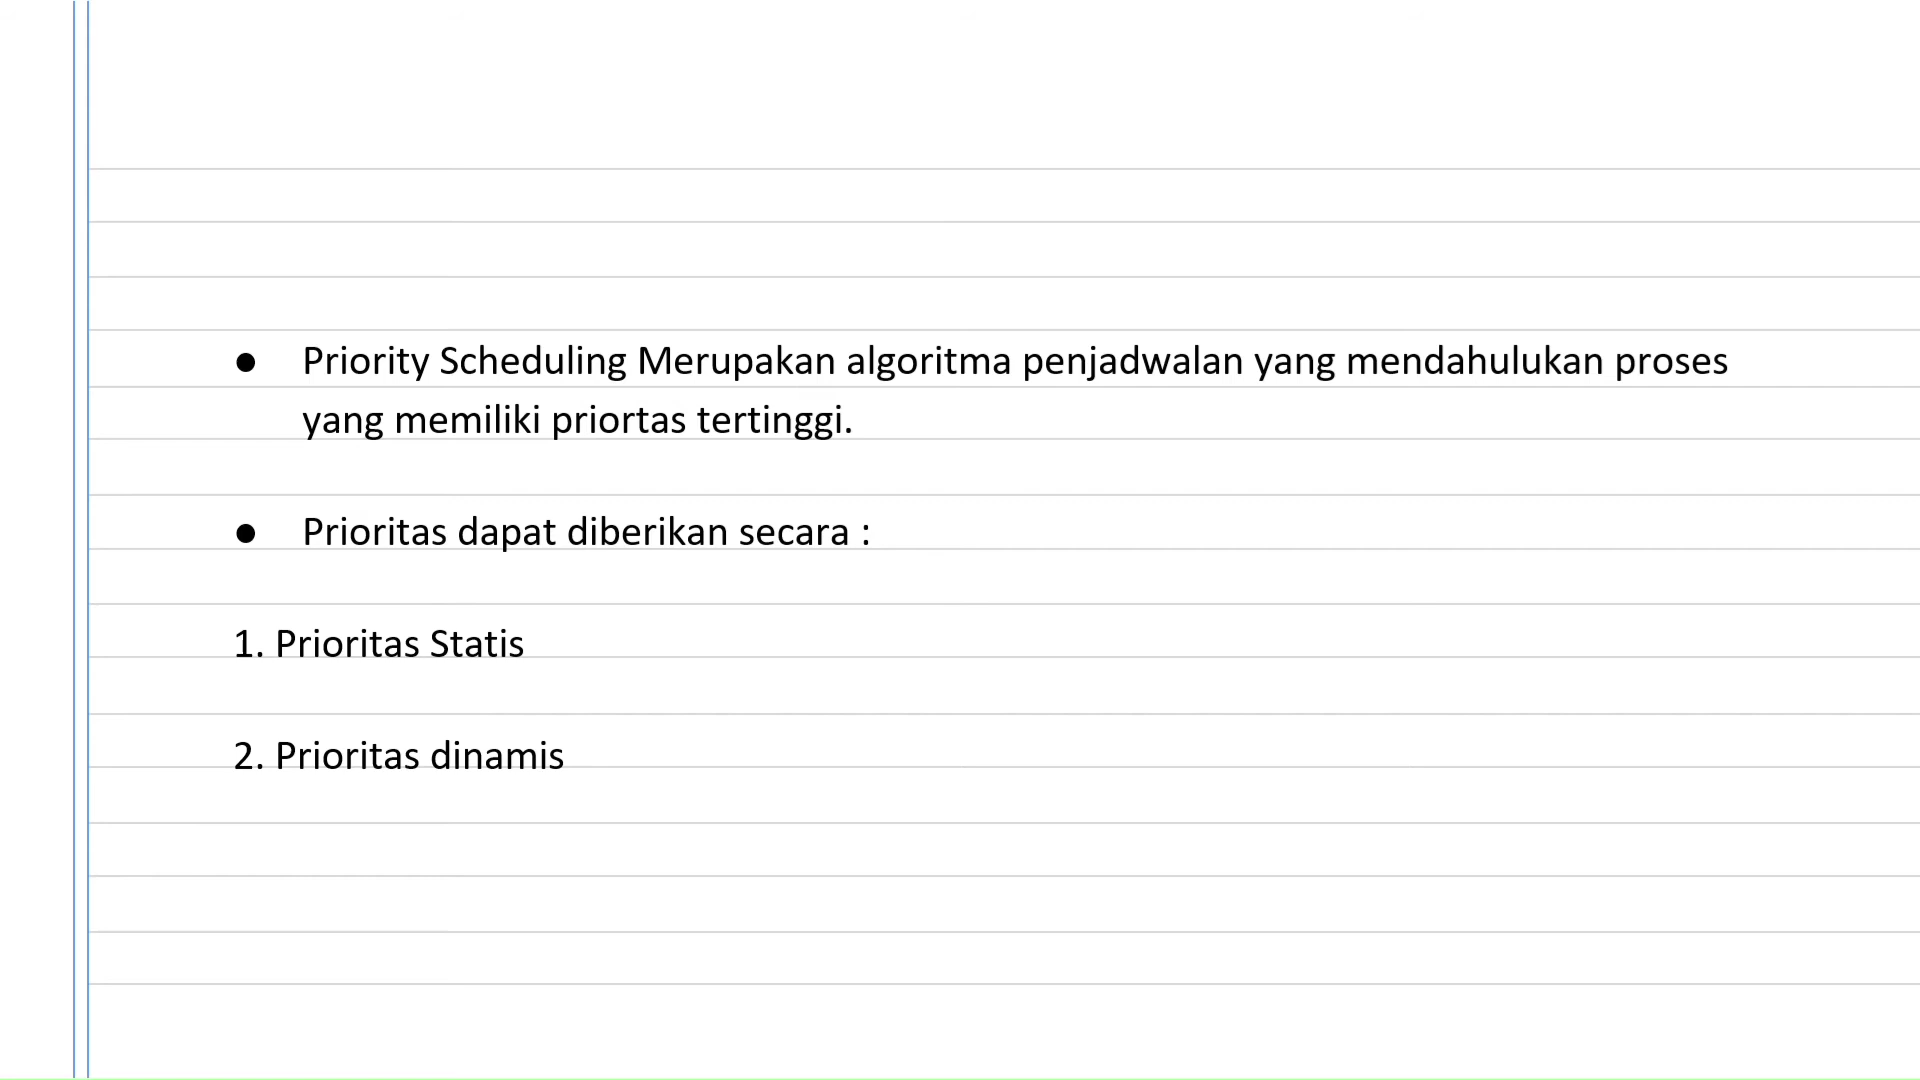 ● Priority Scheduling Merupakan algoritma penjadwalan yang mendahulukan proses
yang memiliki priortas tertinggi.
● Prioritas dapat diberikan secara :
1. Prioritas Statis
2. Prioritas dinamis